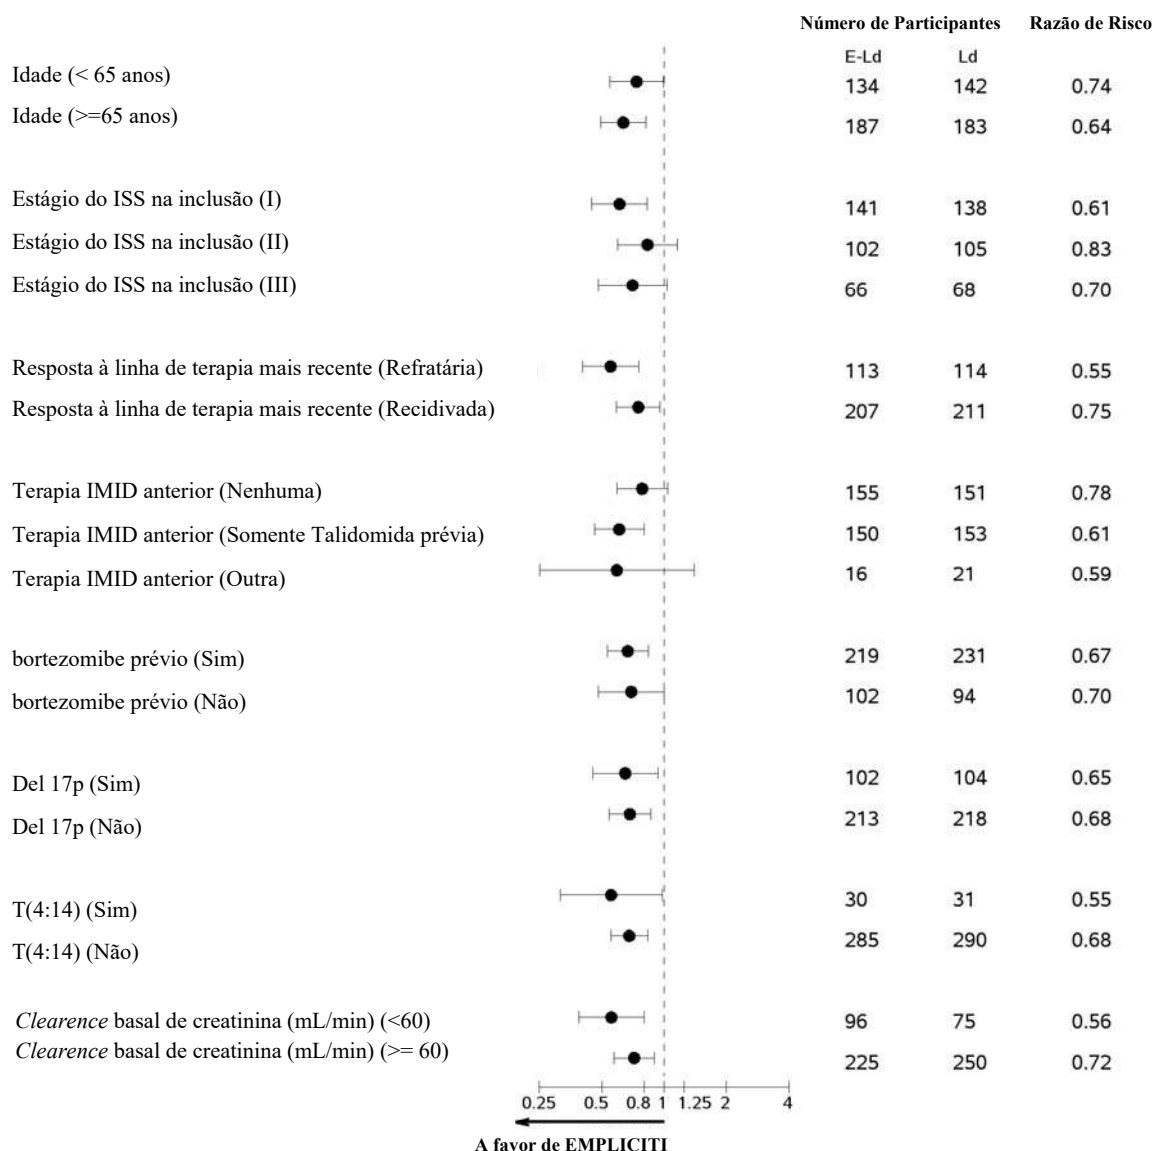 Número de Participantes Razão de Risco
E-Ld Ld
Idade (< 65 anos) 134 142 0.74
Idade (>=65 anos) 187 183 0.64
Estágio do ISS na inclusão (I) 141 138 0.61
Estágio do ISS na inclusão (II) 102 105 0.83
Estágio do ISS na inclusão (III) 66 68 0.70
Resposta à linha de terapia mais recente (Refratária) 113 114 0.55
Resposta à linha de terapia mais recente (Recidivada) 207 211 0.75
Terapia IMID anterior (Nenhuma) 155 151 0.78
Terapia IMID anterior (Somente Talidomida prévia) 150 153 0.61
Terapia IMID anterior (Outra) 16 21 0.59
bortezomibe prévio (Sim) 219 231 0.67
bortezomibe prévio (Não) 102 94 0.70
Del 17p (Sim) 102 104 0.65
Del 17p (Não) 213 218 0.68
T(4:14) (Sim) 30 31 0.55
T(4:14) (Não) 285 290 0.68
Clearence basal de creatinina (mL/min) (<60) 96 75 0.56
Clearence basal de creatinina (mL/min) (>= 60) 225 250 0.72
0.25 0.5 0.8 1 1.25 2 4
A favor de EMPLICITI